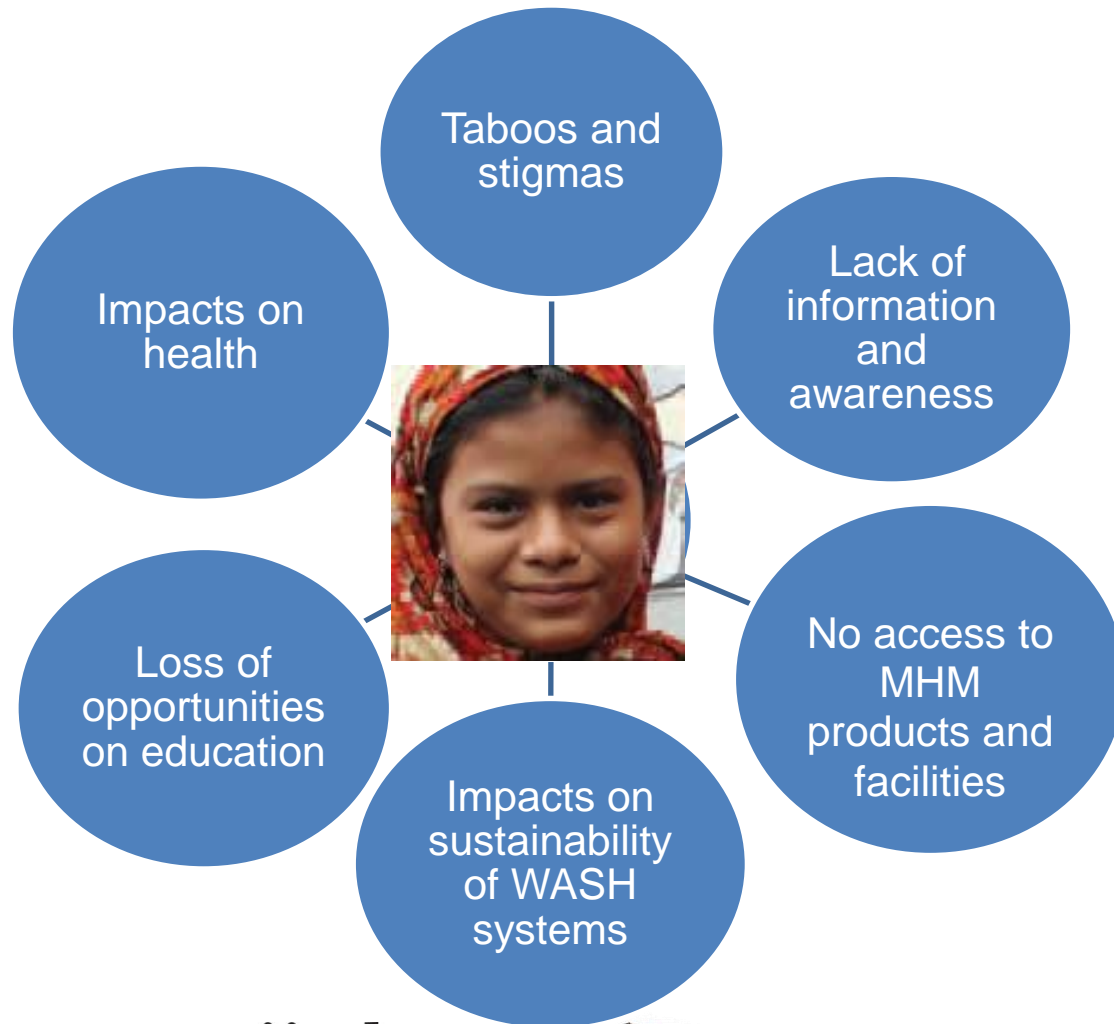 Taboos and
stigmas
Lack of
information
and
awareness
No access to
MHM
products and
facilities
Impacts on
sustainability
of WASH
systems
Loss of
opportunities
on education
Impacts on
health